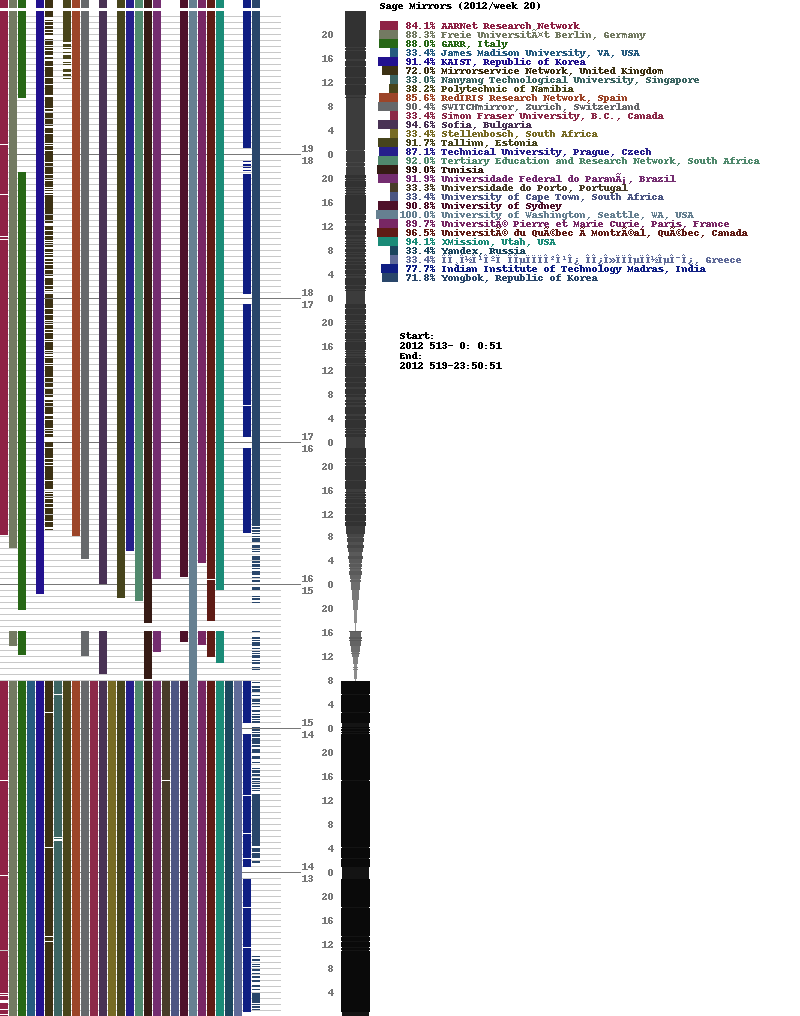 Sage Mirrors (2012/week 20)
84.1% AARNet Research Network
88.3% Freie UniversitÃ¤t Berlin, Germany
88.0% GARR, Italy
33.4% James Madison University, VA, USA
91.4% KAIST, Republic of Korea
72.0% Mirrorservice Network, United Kingdom
33.0% Nanyang Technological University, Singapore
38.2% Polytechnic of Namibia
85.6% RedIRIS Research Network, Spain
90.4% SWITCHmirror, Zurich, Switzerland
33.4% Simon Fraser University, B.C., Canada
94.6% Sofia, Bulgaria
33.4% Stellenbosch, South Africa
91.7% Tallinn, Estonia
87.1% Technical University, Prague, Czech
92.0% Tertiary Education and Research Network, South Africa
99.0% Tunisia
91.9% Universidade Federal do ParanÃ¡, Brazil
33.3% Universidade do Porto, Portugal
33.4% University of Cape Town, South Africa
90.8% University of Sydney
100.0% University of Washington, Seattle, WA, USA
89.7% UniversitÃ© Pierre et Marie Curie, Paris, France
96.5% UniversitÃ© du QuÃ©bec Ã MontrÃ©al, QuÃ©bec, Canada
94.1% XMission, Utah, USA
33.4% Yandex, Russia
33.4% , Greece
77.7% Indian Institute of Technology Madras, India
71.8% Yongbok, Republic of Korea
Start:
2012 513- 0: 0:51
End:
2012 519-23:50:51
20
16
12
8
4
19
0
18
20
16
12
8
4
18
0
17
20
16
12
8
4
17
0
16
20
16
12
8
4
16
0
15
20
16
12
8
4
15
0
14
20
16
12
8
4
14
0
13
20
16
12
8
4